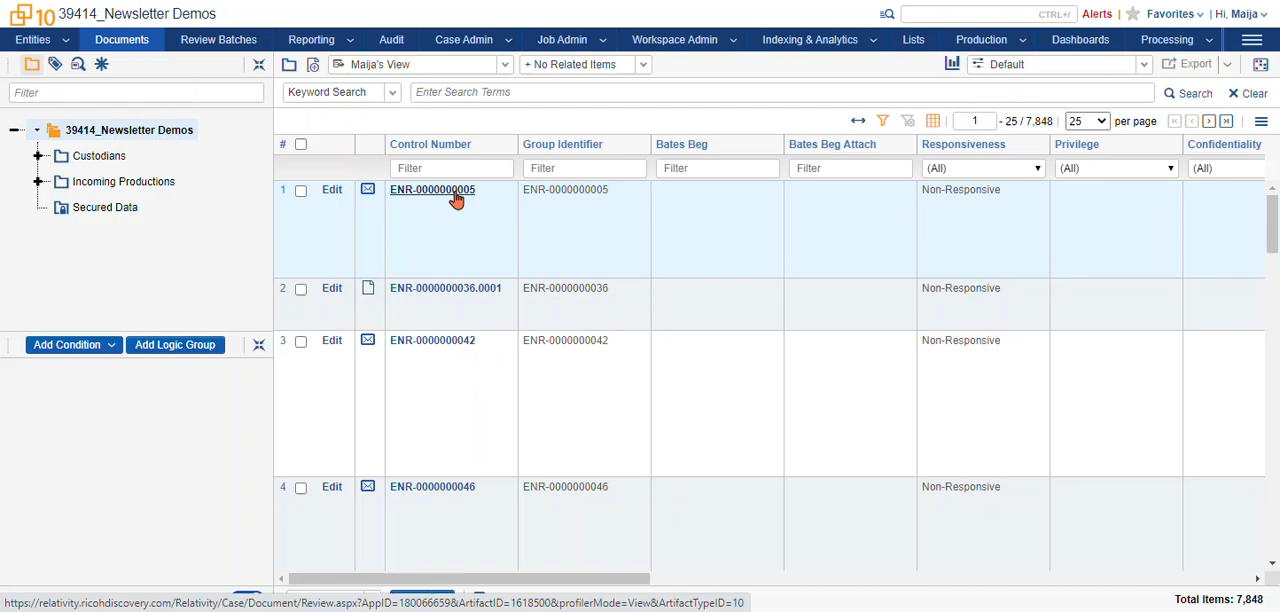 10 39414_Newsletter Demos CTRL+/ Alerts | Favorites | Hi, Maija
Entities Documents Review Batches Reporting Audit Case Admin Job Admin Workspace Admin Indexing & Analytics Lists Production Dashboards Processing
Maija's View + No Related Items Default Export
Filter Keyword Search Enter Search Terms Search Clear
1 - 25 / 7,848 25 per page
39414_Newsletter Demos
Custodians
Incoming Productions
Secured Data
Add Condition Add Logic Group
# Control Number Group Identifier Bates Beg Bates Beg Attach Responsiveness Privilege Confidentiality
Filter Filter Filter Filter (All) (All) (All)
1 Edit ENR-0000000005 ENR-0000000005 Non-Responsive
2 Edit ENR-0000000036.0001 ENR-0000000036 Non-Responsive
3 Edit ENR-0000000042 ENR-0000000042 Non-Responsive
4 Edit ENR-0000000046 ENR-0000000046 Non-Responsive
https://relativity.ricohdiscovery.com/Relativity/Case/Document/Review.aspx?AppID=180066659&ArtifactID=1618500&profilerMode=View&ArtifactTypeID=10
Total Items: 7,848